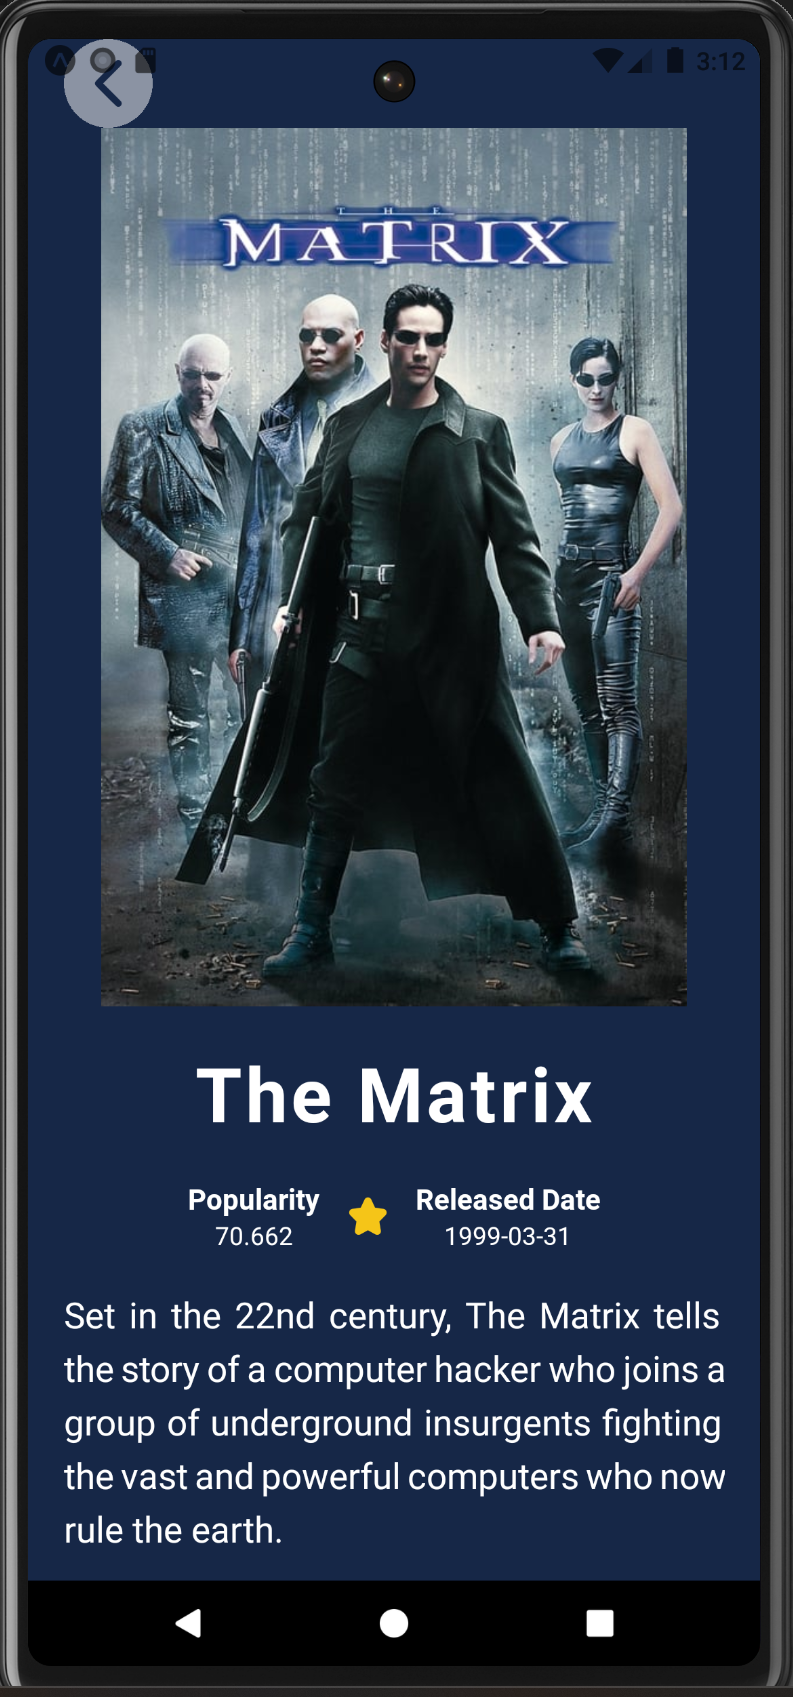 3:12
THE
MATRIX
The Matrix
Popularity
70.662
Released Date
1999-03-31
Set in the 22nd century, The Matrix tells
the story of a computer hacker who joins a
group of underground insurgents fighting
the vast and powerful computers who now
rule the earth.